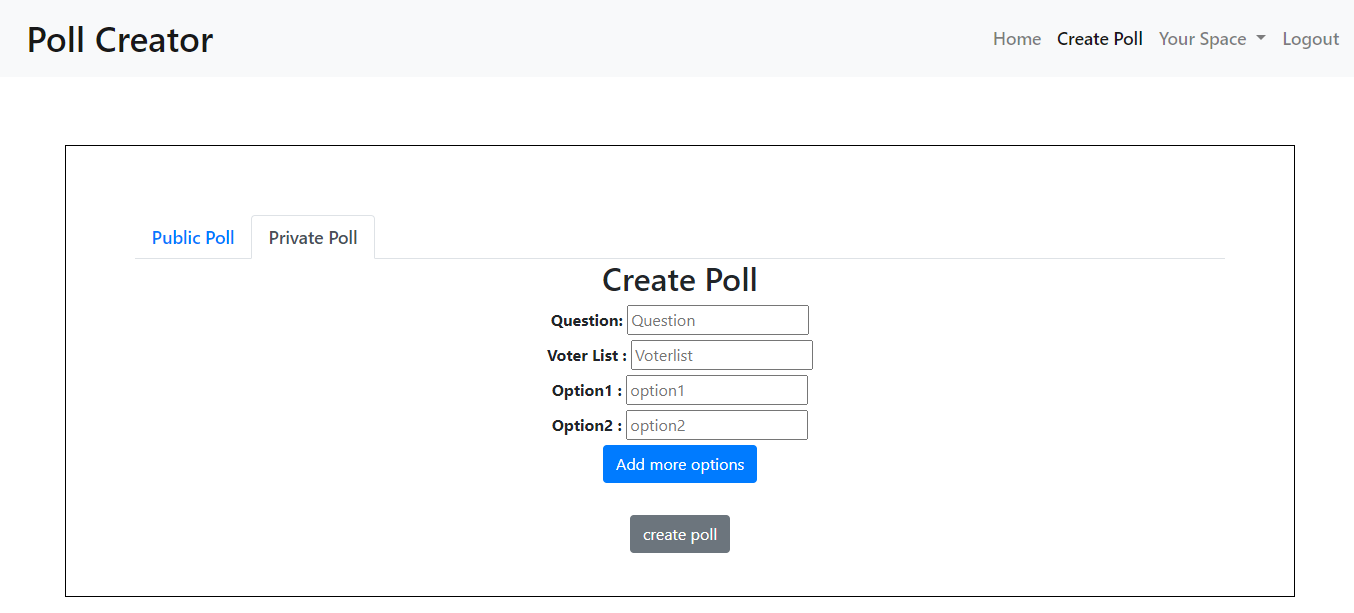 Poll Creator
Home Create Poll Your Space Logout
Public Poll Private Poll
Create Poll
Question: Question
Voter List : Voterlist
Option1 : option1
Option2 : option2
Add more options
create poll